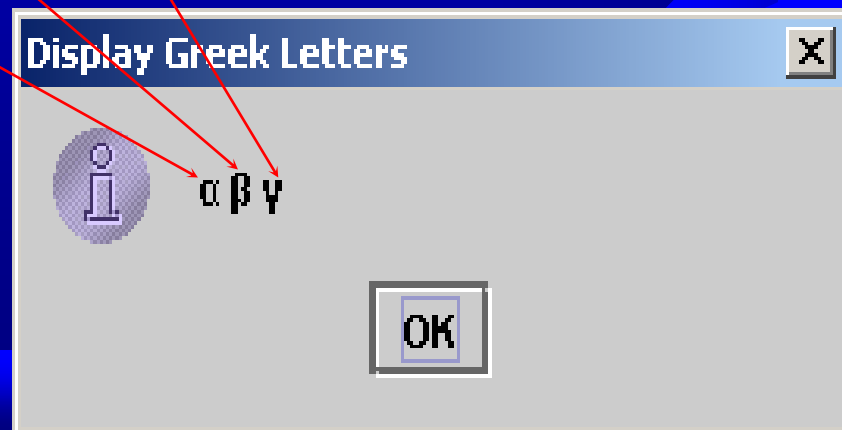 Display Greek Letters
α β γ
OK